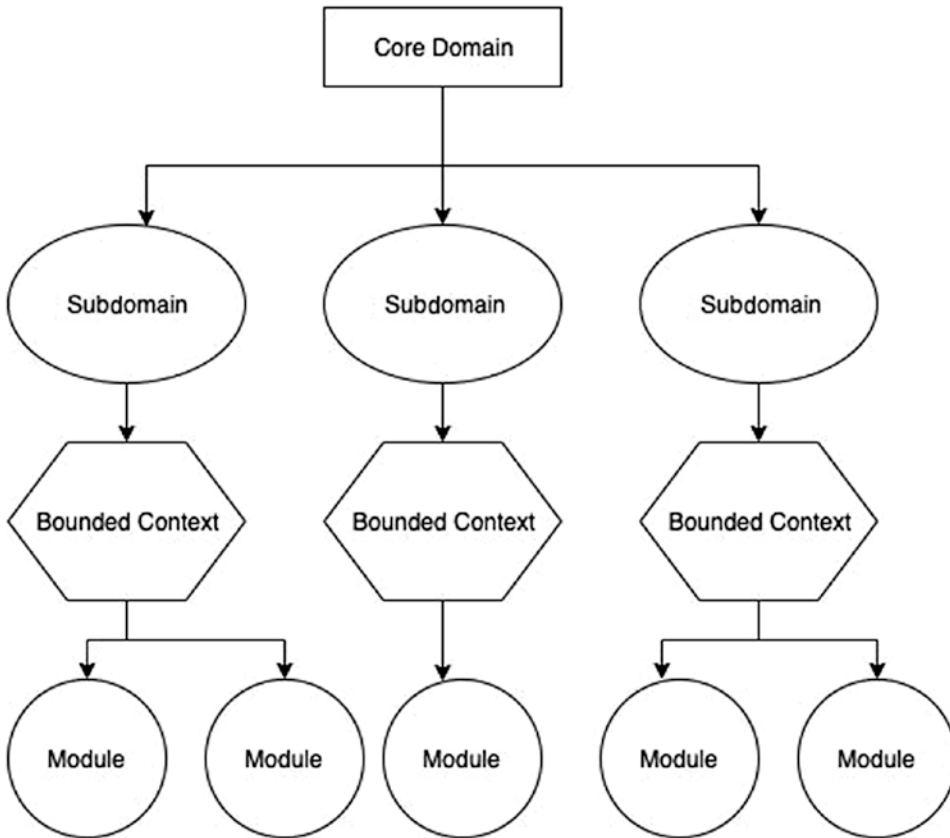 Core Domain
Subdomain
Subdomain
Subdomain
Bounded Context
Bounded Context
Bounded Context
Module
Module
Module
Module
Module